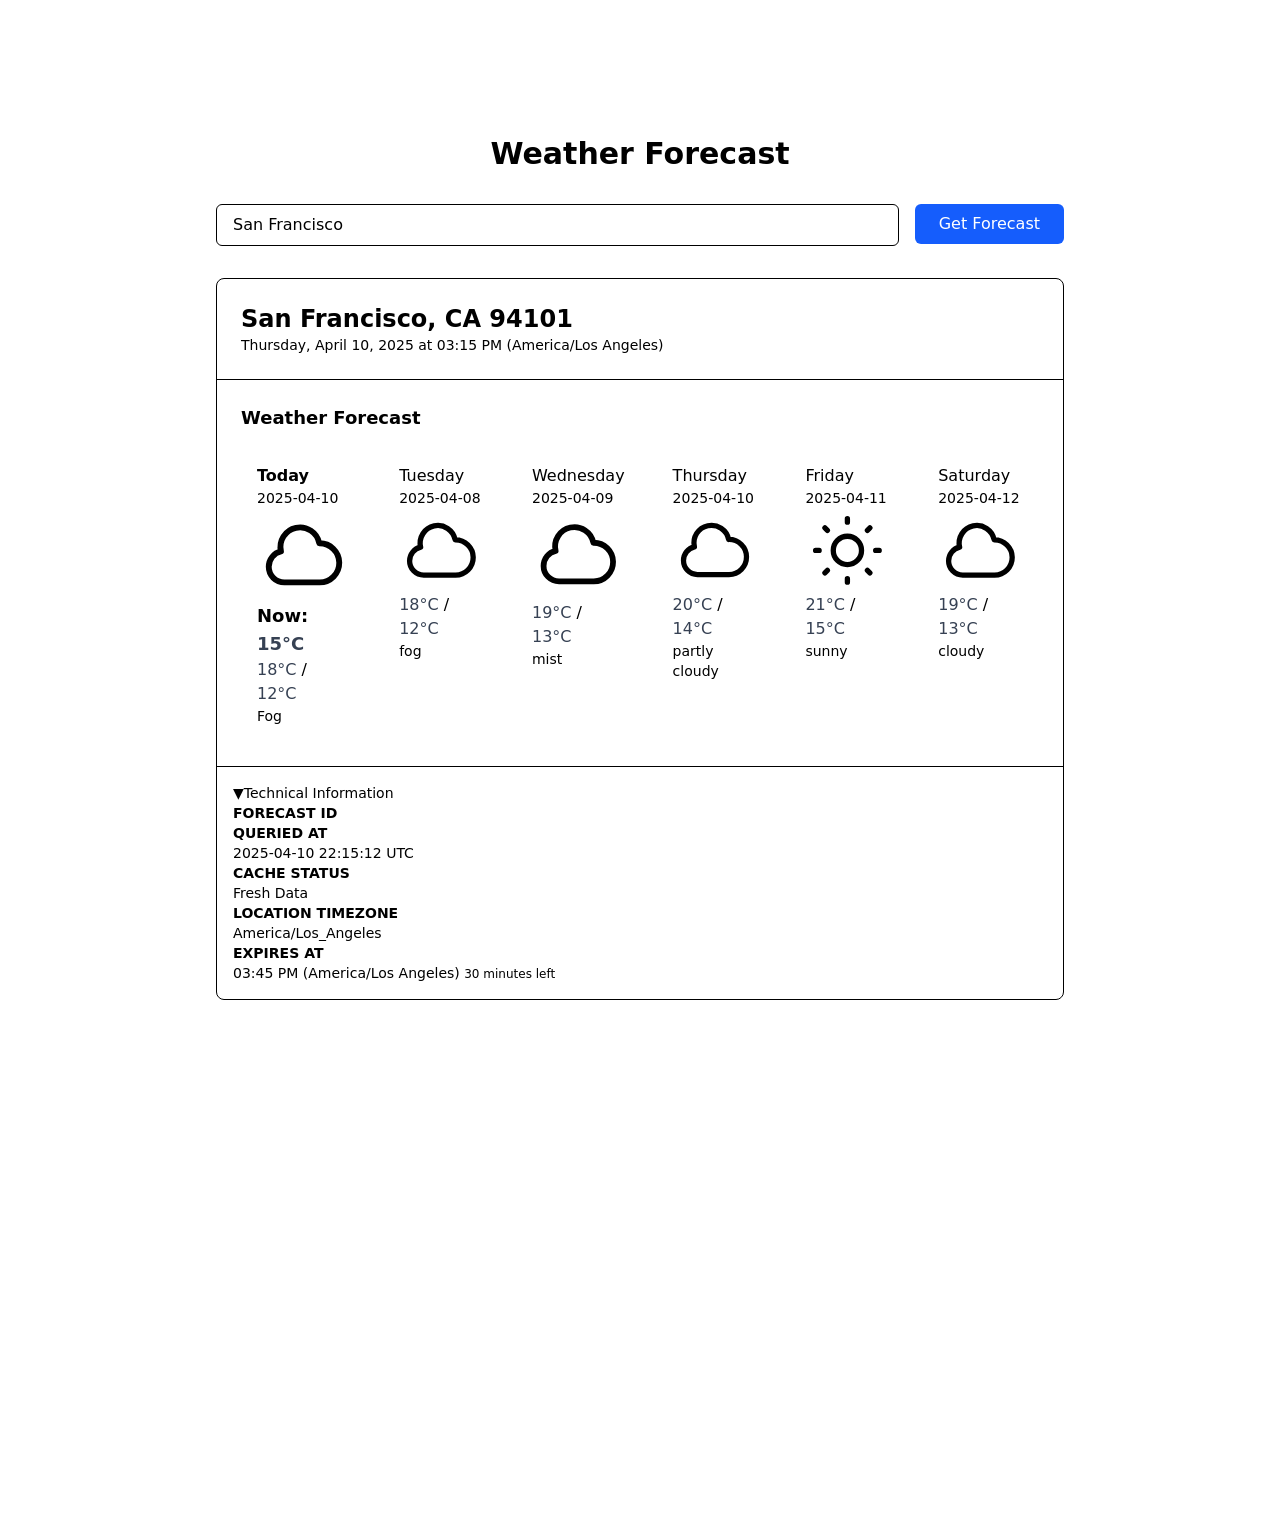 Weather Forecast
San Francisco
Get Forecast
San Francisco, CA 94101
Thursday, April 10, 2025 at 03:15 PM (America/Los Angeles)
Weather Forecast
Today
2025-04-10
Now:
15°C
18°C /
12°C
Fog
Tuesday
2025-04-08
18°C /
12°C
fog
Wednesday
2025-04-09
19°C /
13°C
mist
Thursday
2025-04-10
20°C /
14°C
partly
cloudy
Friday
2025-04-11
21°C /
15°C
sunny
Saturday
2025-04-12
19°C /
13°C
cloudy
▼Technical Information
FORECAST ID
QUERIED AT
2025-04-10 22:15:12 UTC
CACHE STATUS
Fresh Data
LOCATION TIMEZONE
America/Los_Angeles
EXPIRES AT
03:45 PM (America/Los Angeles) 30 minutes left